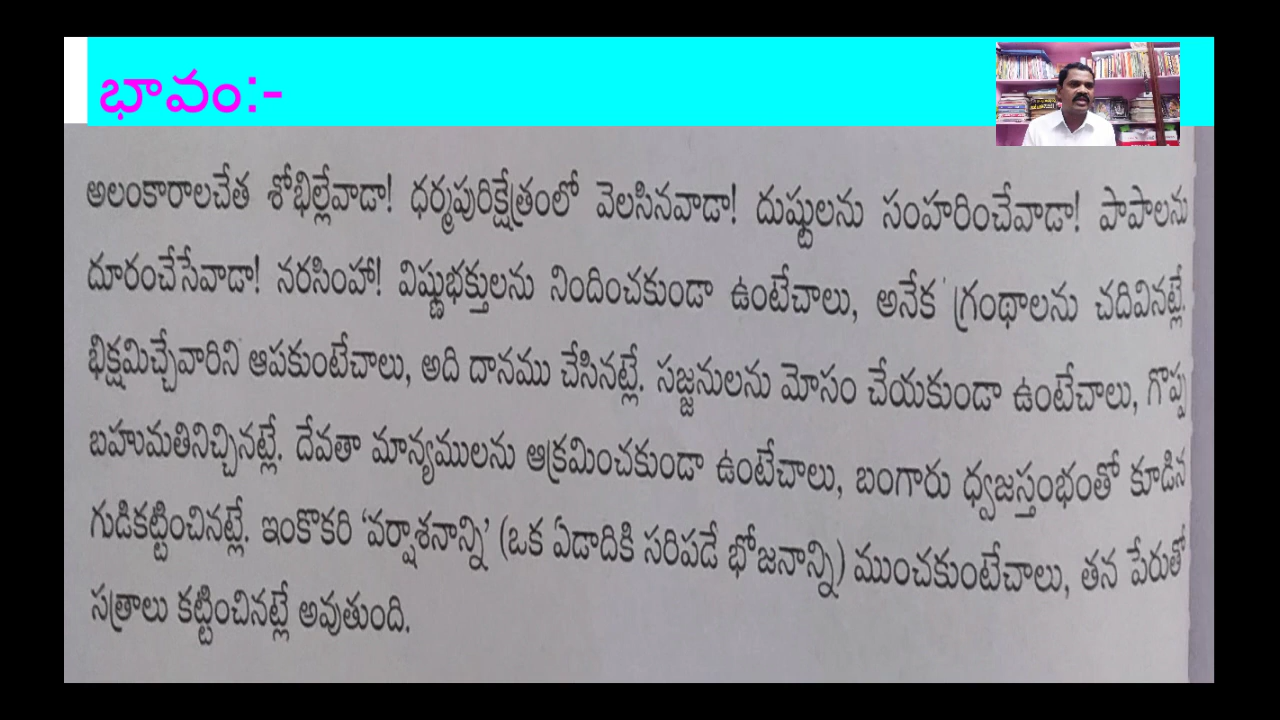 భావం:-
అలంకారాలచేత శోభిల్లేవాడా! ధర్మపురిక్షేత్రంలో వెలసినవాడా! దుష్టులను సంహరించేవాడా! పాపాలను
దూరంచేసేవాడా! నరసింహా! విష్ణుభక్తులను నిందించకుండా ఉంటేచాలు, అనేక గ్రంథాలను చదివినట్లే.
భిక్షమిచ్చేవారిని ఆపకుంటేచాలు, అది దానము చేసినట్లే. సజ్జనులను మోసం చేయకుండా ఉంటేచాలు, గొప్ప
బహుమతినిచ్చినట్లే. దేవతా మాన్యములను ఆక్రమించకుండా ఉంటేచాలు, బంగారు ధ్వజస్తంభంతో కూడిన
గుడికట్టించినట్లే. ఇంకొకరి ‘వర్షాశనాన్ని’ (ఒక ఏడాదికి సరిపడే భోజనాన్ని) ముంచకుంటేచాలు, తన పేరుతో
సత్రాలు కట్టించినట్లే అవుతుంది.